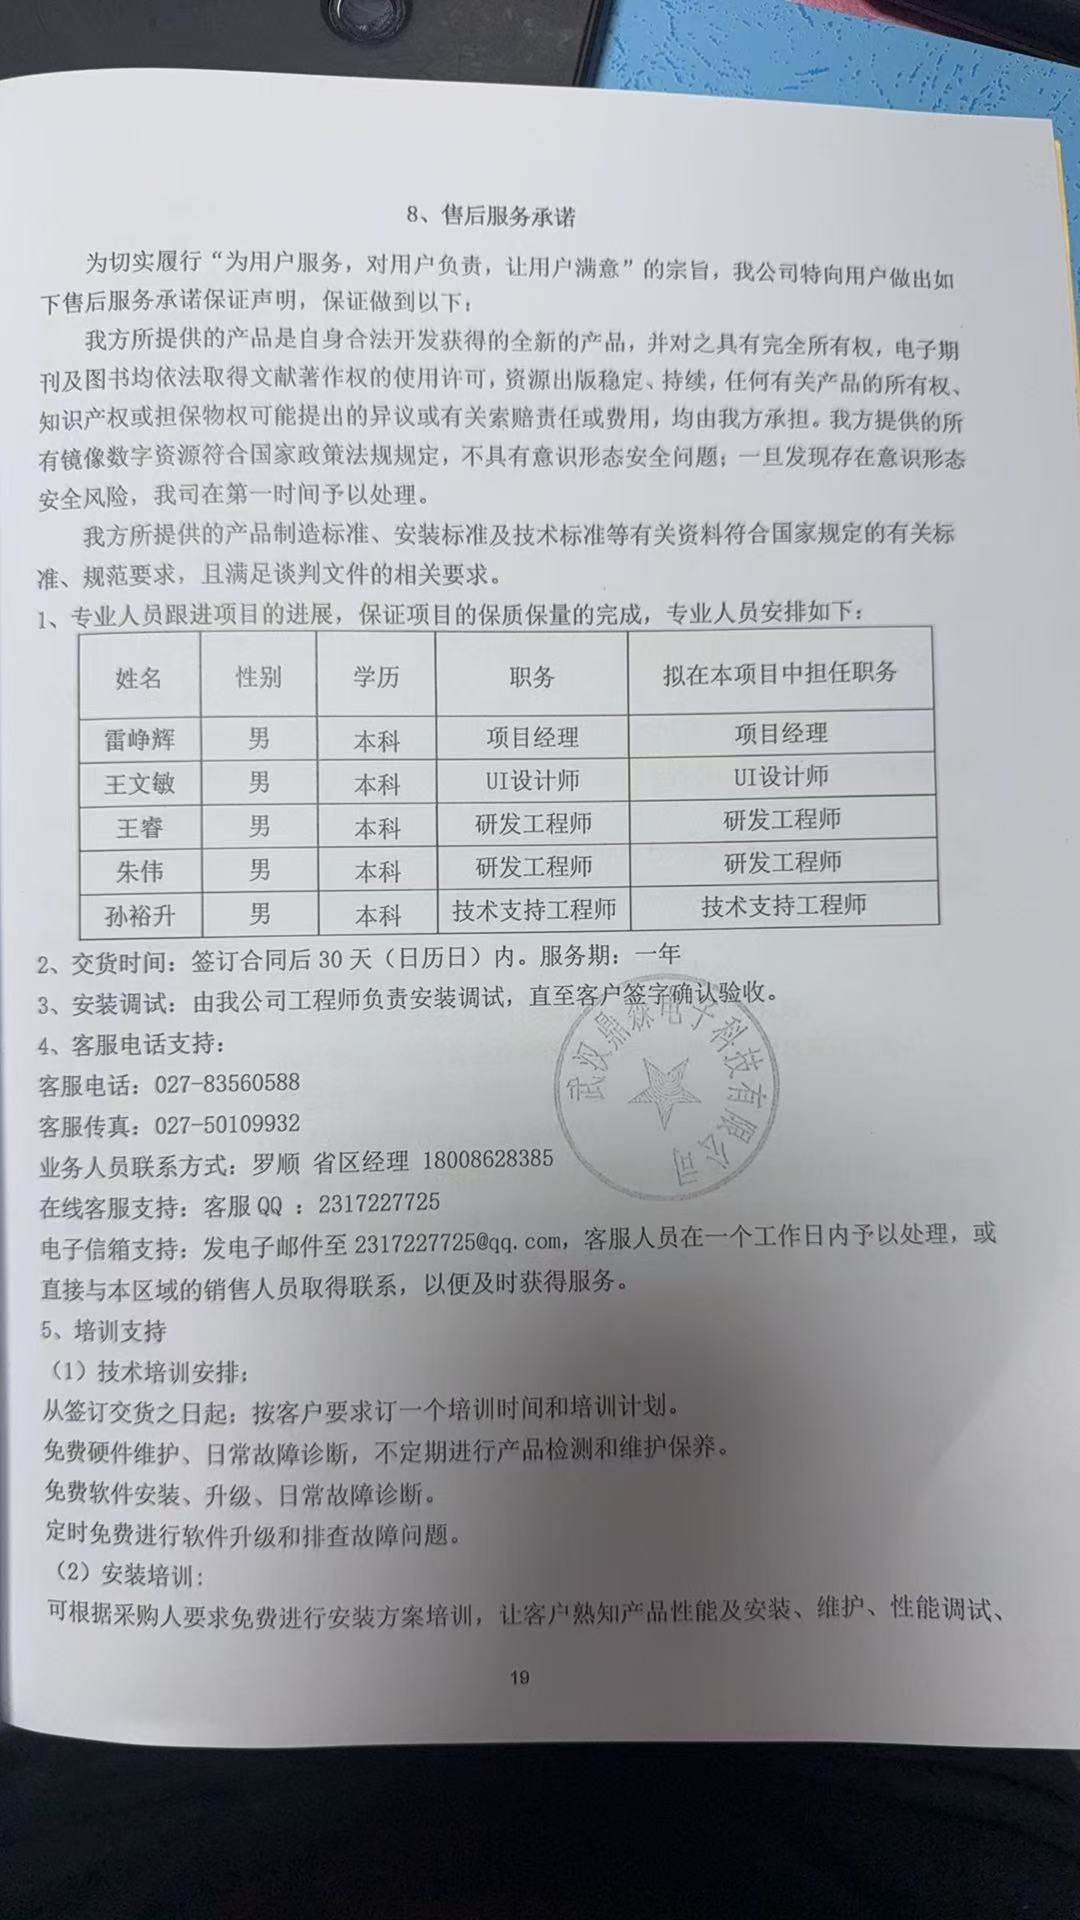 8、售后服务承诺
为切实履行“为用户服务，对用户负责，让用户满意”的宗旨，我公司特向用户做出如
下售后服务承诺保证声明，保证做到以下：
我方所提供的产品是自身合法开发获得的全新的产品，并对之具有完全所有权，电子期
刊及图书均依法取得文献著作权的使用许可，资源出版稳定、持续，任何有关产品的所有权、
知识产权或担保物权可能提出的异议或有关索赔责任或费用，均由我方承担。我方提供的所
有镜像数字资源符合国家政策法规规定，不具有意识形态安全问题；一旦发现存在意识形态
安全风险，我司在第一时间予以处理。
我方所提供的产品制造标准、安装标准及技术标准等有关资料符合国家规定的有关标
准、规范要求，且满足谈判文件的相关要求。
1、专业人员跟进项目的进展，保证项目的保质保量的完成，专业人员安排如下：
姓名 性别 学历 职务 拟在本项目中担任职务
雷峥辉 男 本科 项目经理 项目经理
王文敏 男 本科 UI设计师 UI设计师
王睿 男 本科 研发工程师 研发工程师
朱伟 男 本科 研发工程师 研发工程师
孙裕升 男 本科 技术支持工程师 技术支持工程师
2、交货时间：签订合同后30天（日历日）内。服务期：一年
3、安装调试：由我公司工程师负责安装调试，直至客户签字确认验收。
武汉鼎森电子科技有限公司
4、客服电话支持：
客服电话：027-83560588
客服传真：027-50109932
业务人员联系方式：罗顺 省区经理 18008628385
在线客服支持：客服QQ ：2317227725
电子信箱支持：发电子邮件至2317227725@qq.com，客服人员在一个工作日内予以处理，或
直接与本区域的销售人员取得联系，以便及时获得服务。
5、培训支持
（1）技术培训安排：
从签订交货之日起；按客户要求订一个培训时间和培训计划。
免费硬件维护、日常故障诊断，不定期进行产品检测和维护保养。
免费软件安装、升级、日常故障诊断。
定时免费进行软件升级和排查故障问题。
（2）安装培训：
可根据采购人要求免费进行安装方案培训，让客户熟知产品性能及安装、维护、性能调试、
19